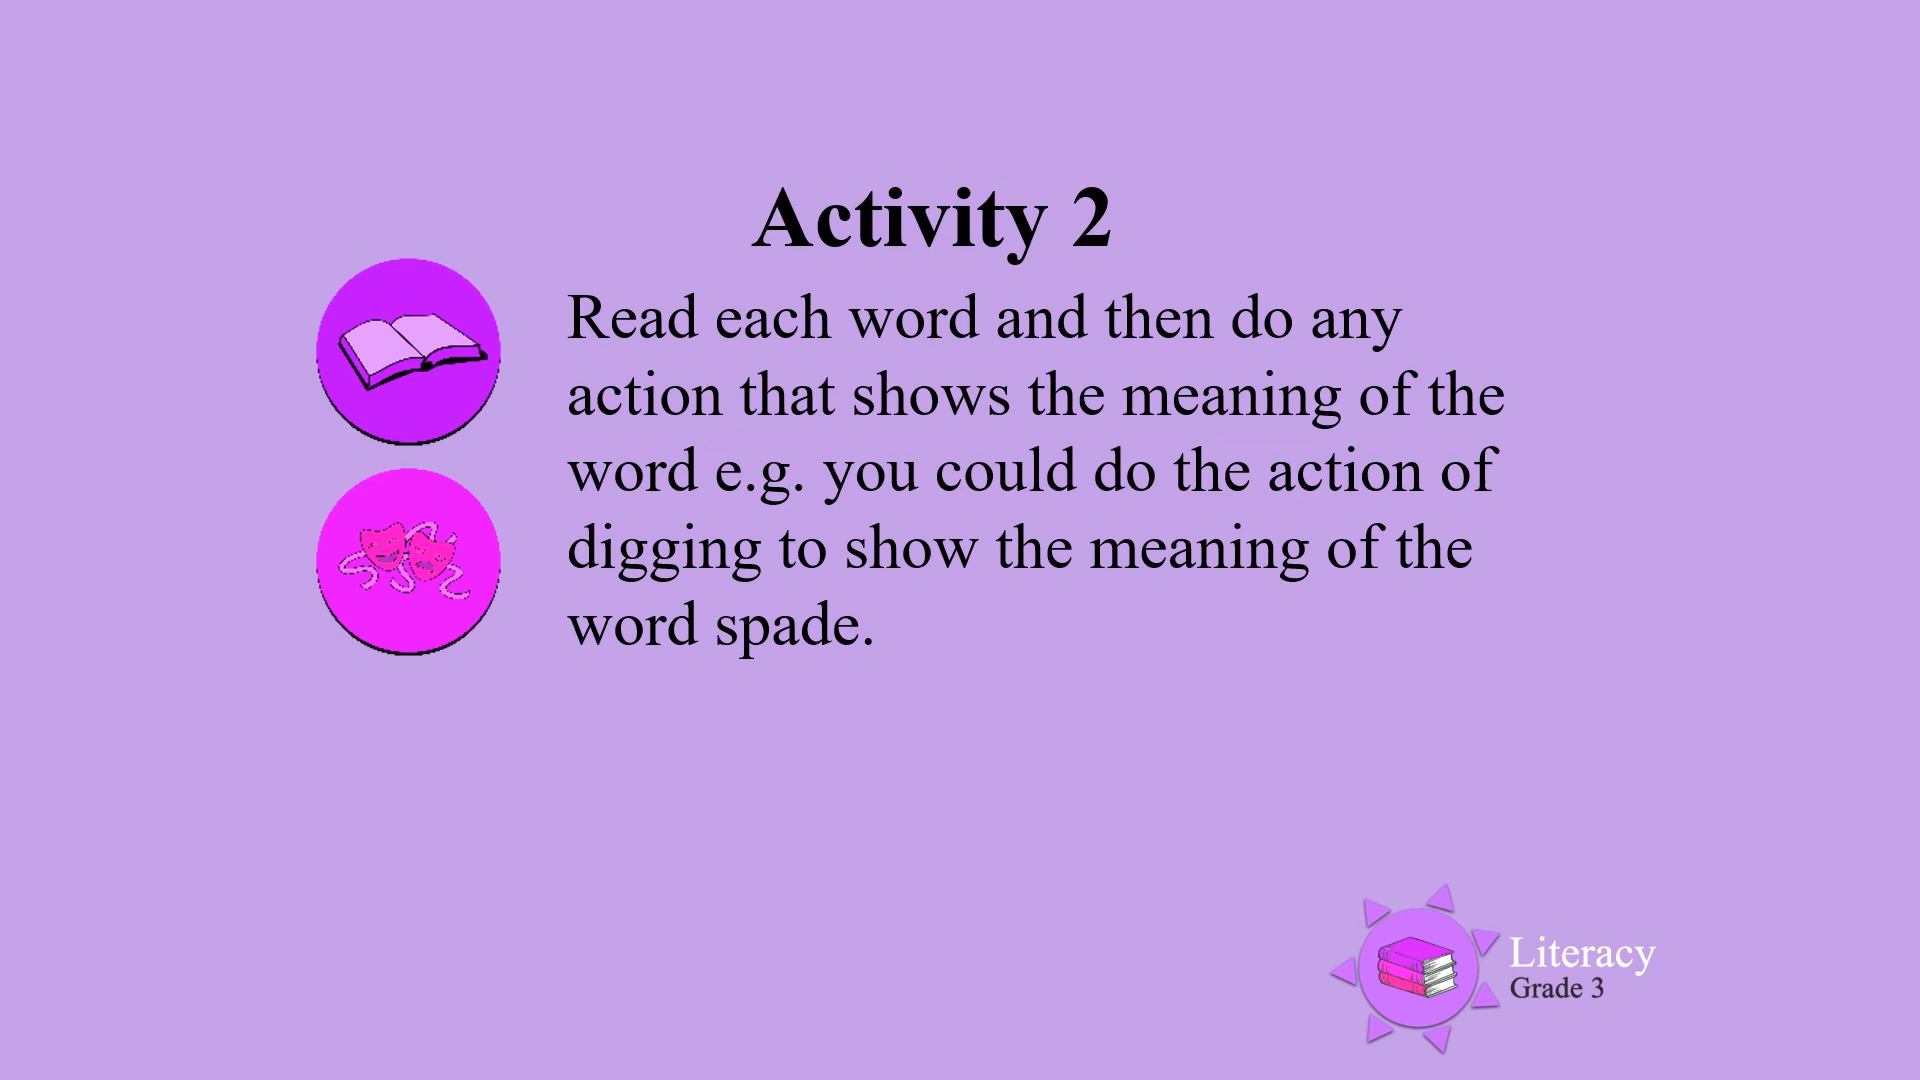 Activity 2
Read each word and then do any
action that shows the meaning of the
word e.g. you could do the action of
digging to show the meaning of the
word spade.
Literacy
Grade 3